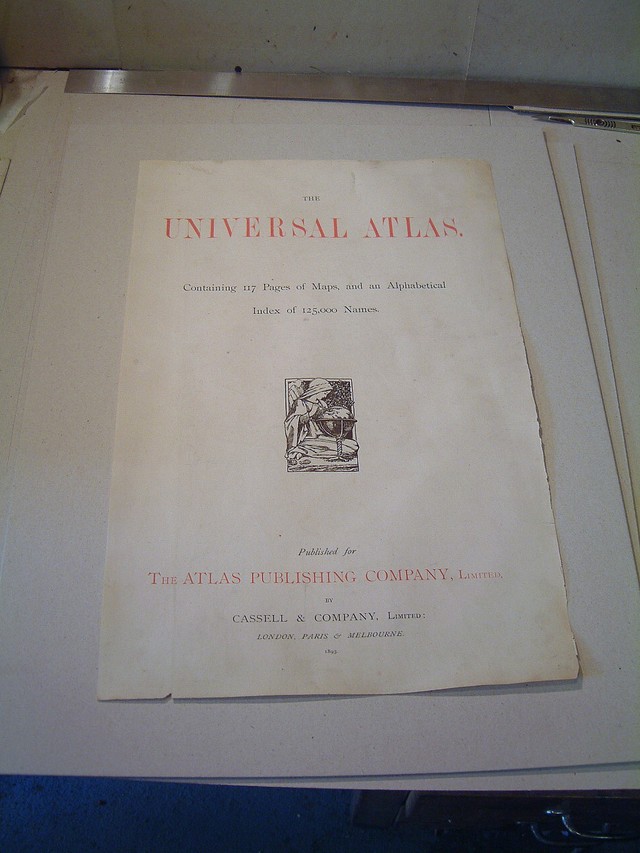 THE
UNIVERSAL ATLAS.
Containing 117 Pages of Maps, and an Alphabetical
Index of 125,000 Names.
Published for
THE ATLAS PUBLISHING COMPANY, LIMITED,
BY
CASSELL & COMPANY, LIMITED:
LONDON, PARIS & MELBOURNE.
1893.